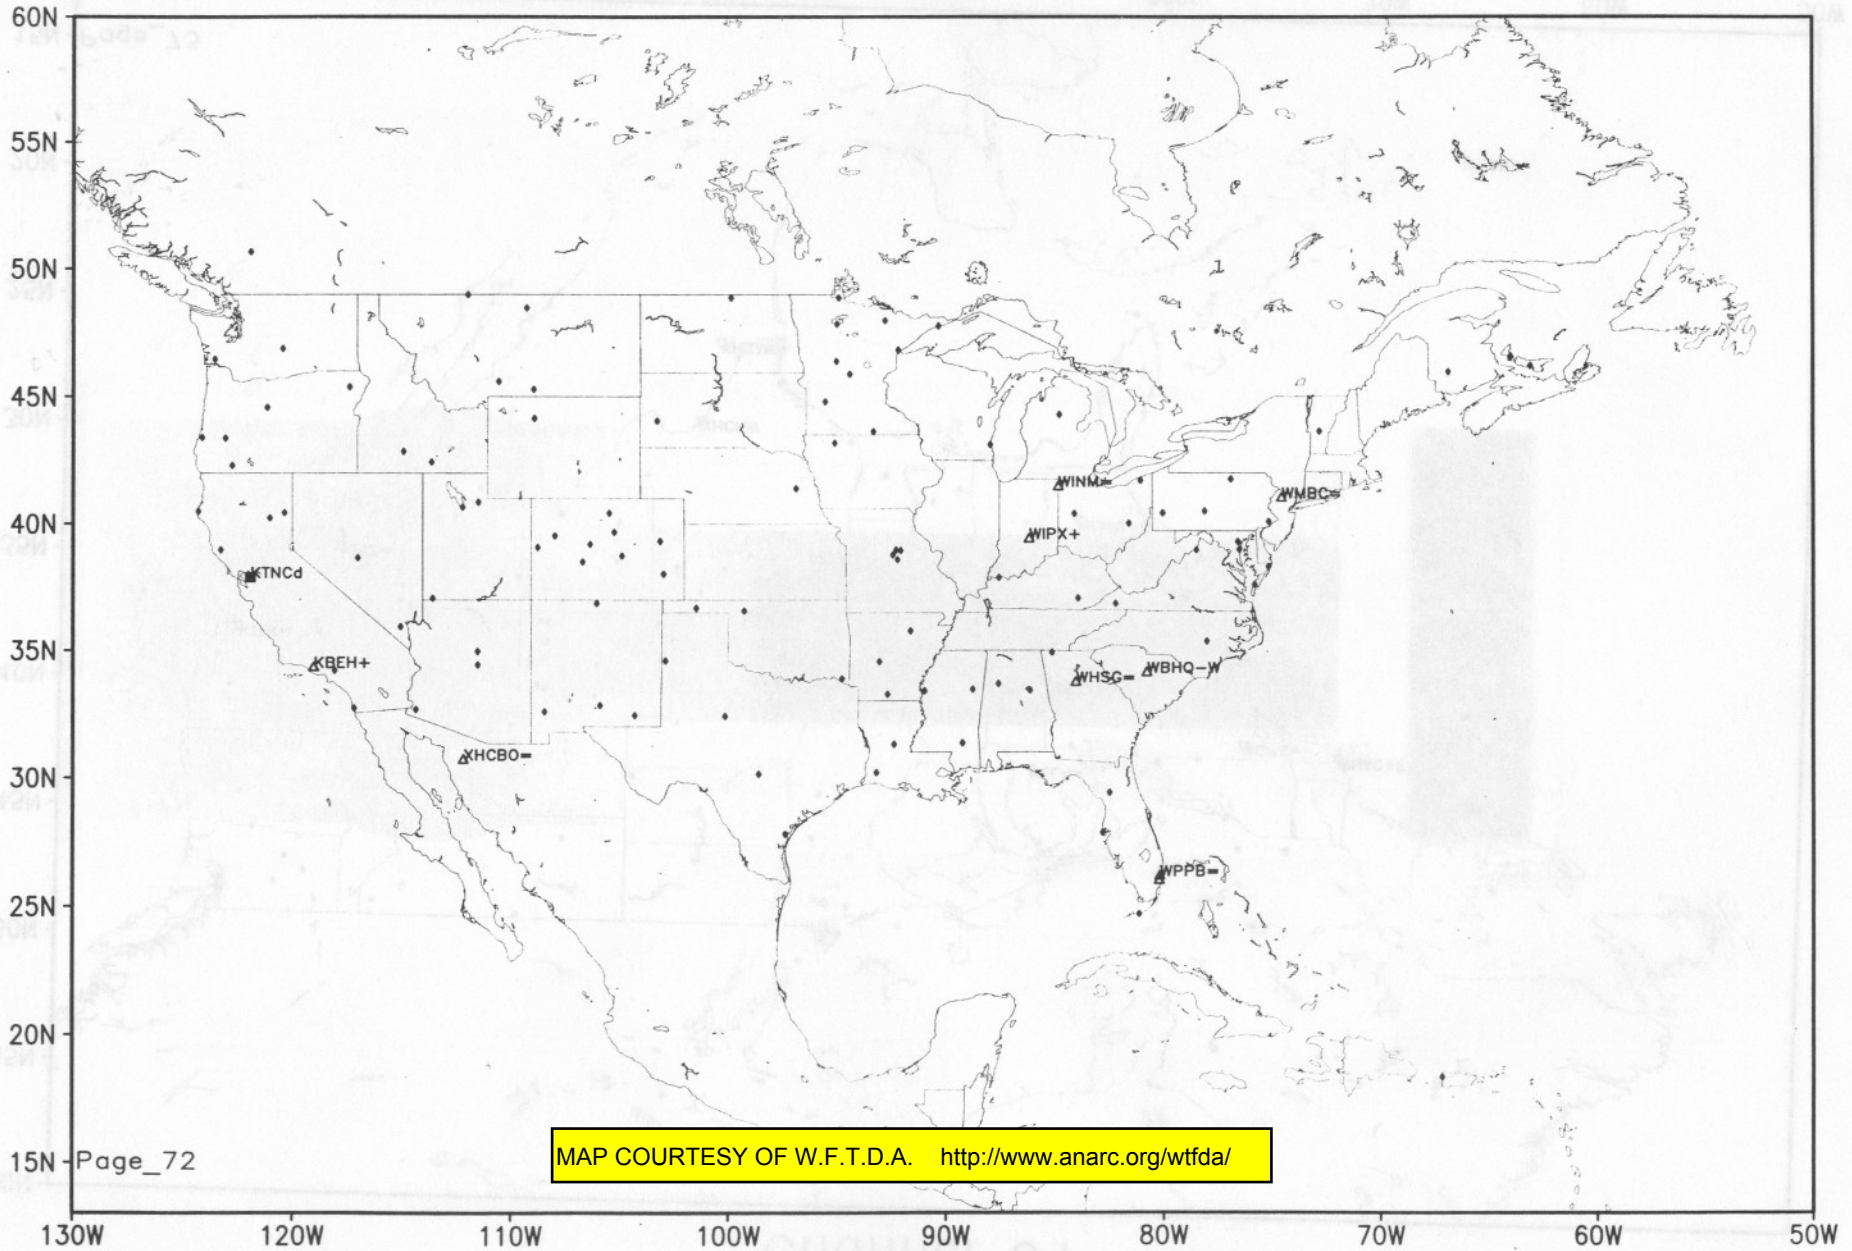 60N
55N
50N
45N
40N
35N
30N
25N
20N
15N
WINM=
WMBC=
WIPX+
KTNCd
KBEH+
WBHQ-W
WHSG=
XHCBO=
WPPB=
Page_72
MAP COURTESY OF W.F.T.D.A. http://www.anarc.org/wtfda/
130W 120W 110W 100W 90W 80W 70W 60W 50W